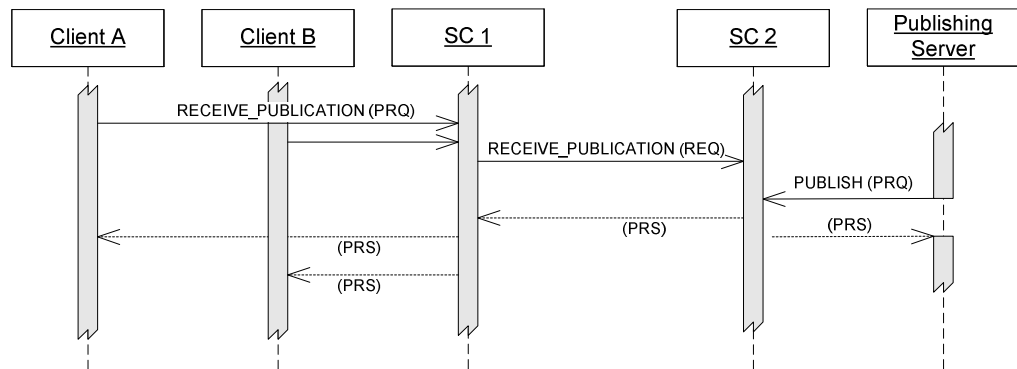 Client A
Client B
SC 1
SC 2
Publishing
Server
RECEIVE_PUBLICATION (PRQ)
RECEIVE_PUBLICATION (REQ)
PUBLISH (PRQ)
(PRS)
(PRS)
(PRS)
(PRS)